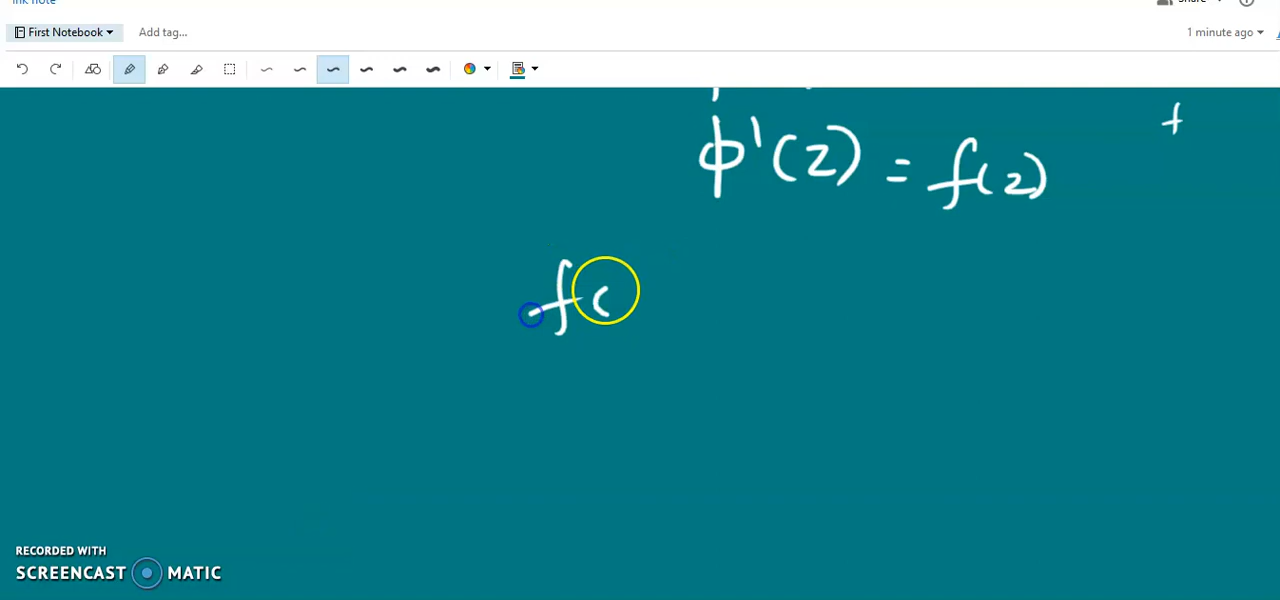 First Notebook
Add tag...
1 minute ago
φ'(z) = f(z)
f(
RECORDED WITH
SCREENCAST MATIC